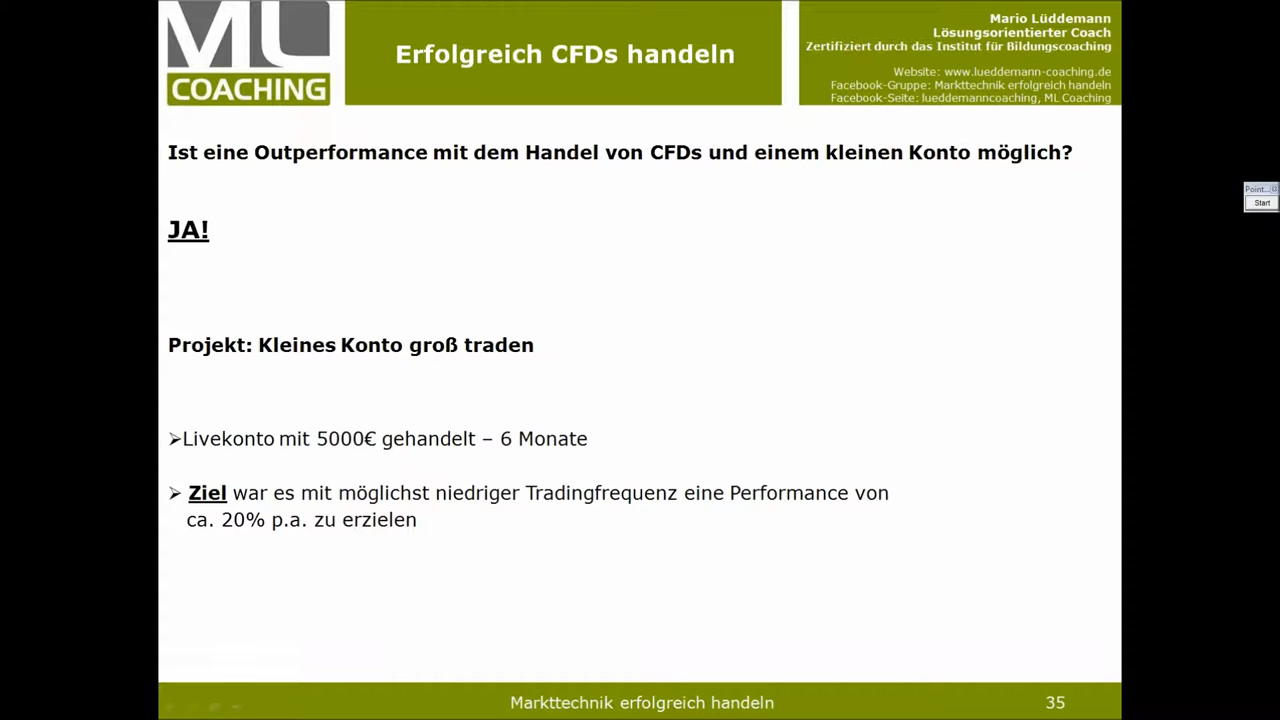 ML
COACHING
Erfolgreich CFDs handeln
Mario Lüddemann
Lösungsorientierter Coach
Zertifiziert durch das Institut für Bildungscoaching
Website: www.lueddemann-coaching.de
Facebook-Gruppe: Markttechnik erfolgreich handeln
Facebook-Seite: lueddemanncoaching, ML Coaching
Ist eine Outperformance mit dem Handel von CFDs und einem kleinen Konto möglich?
Point...
Start
JA!
Projekt: Kleines Konto groß traden
➢Livekonto mit 5000€ gehandelt – 6 Monate
➢ Ziel war es mit möglichst niedriger Tradingfrequenz eine Performance von
ca. 20% p.a. zu erzielen
Markttechnik erfolgreich handeln
35